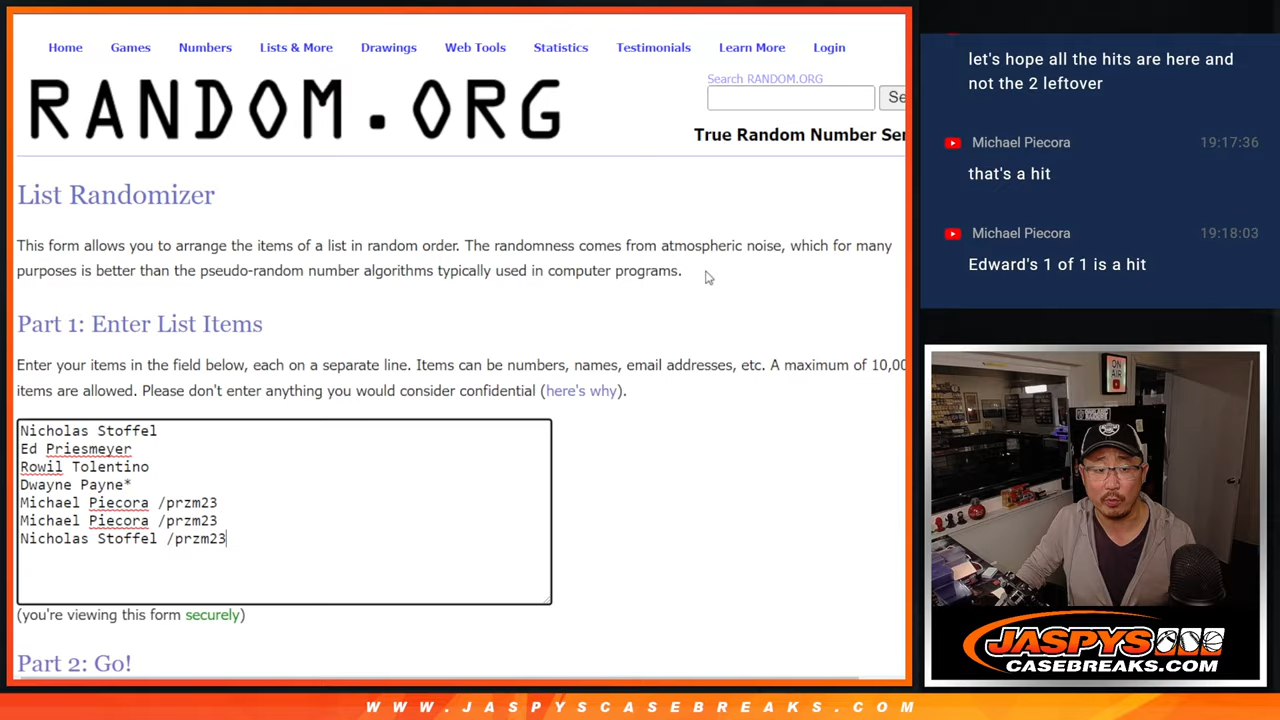 Home Games Numbers Lists & More Drawings Web Tools Statistics Testimonials Learn More Login
RANDOM.ORG
Search RANDOM.ORG
Se
True Random Number Ser
List Randomizer
This form allows you to arrange the items of a list in random order. The randomness comes from atmospheric noise, which for many
purposes is better than the pseudo-random number algorithms typically used in computer programs.
Part 1: Enter List Items
Enter your items in the field below, each on a separate line. Items can be numbers, names, email addresses, etc. A maximum of 10,00
items are allowed. Please don't enter anything you would consider confidential (here's why).
Nicholas Stoffel
Ed Priesmeyer
Rowil Tolentino
Dwayne Payne*
Michael Piecora /przm23
Michael Piecora /przm23
Nicholas Stoffel /przm23
(you're viewing this form securely)
Part 2: Go!
let's hope all the hits are here and
not the 2 leftover
Michael Piecora 19:17:36
that's a hit
Michael Piecora 19:18:03
Edward's 1 of 1 is a hit
ON AIR
JASPYS
CASEBREAKS.COM
WWW.JASPYSCASEBREAKS.COM